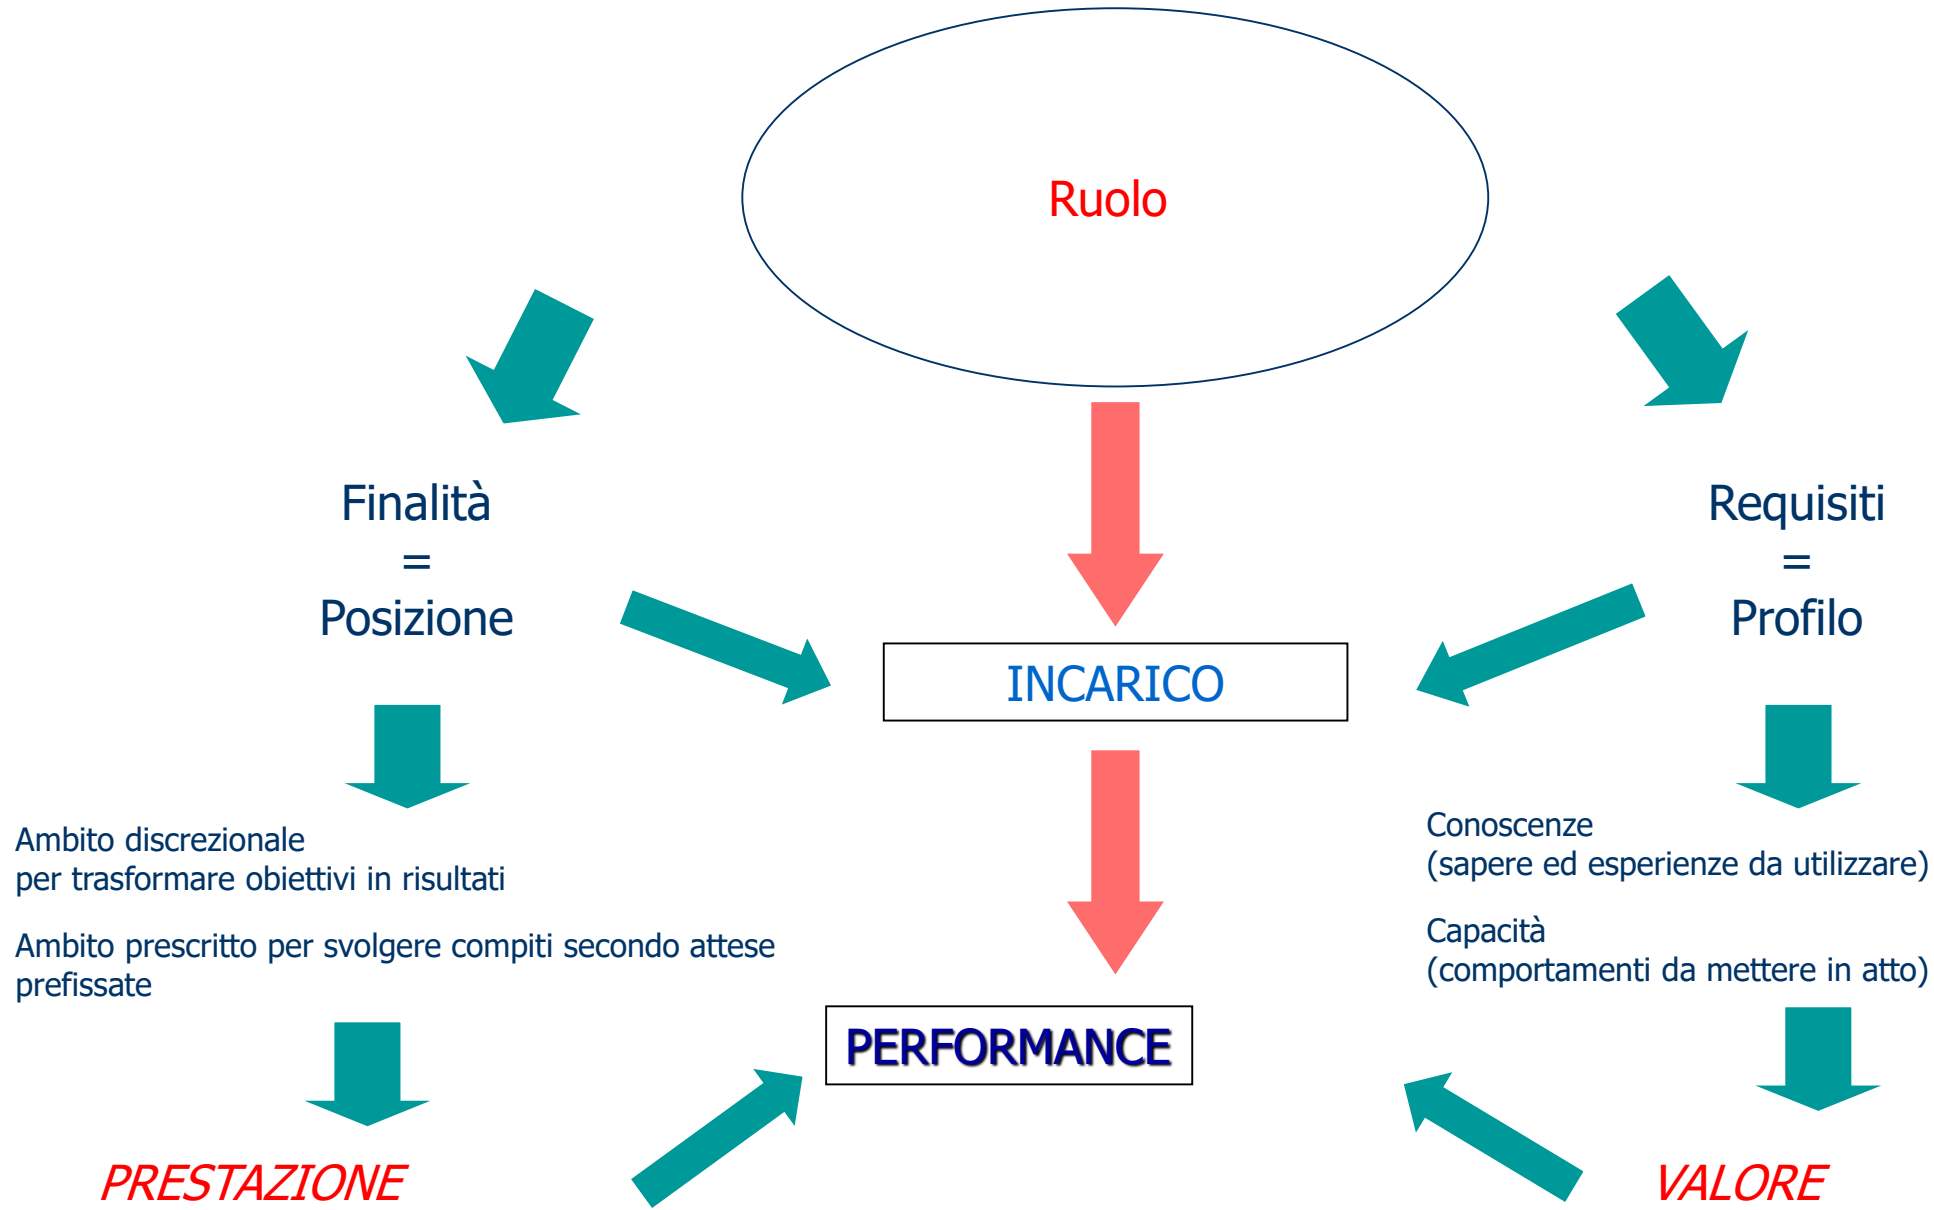 Ruolo
Finalità
=
Posizione
Requisiti
=
Profilo
INCARICO
Ambito discrezionale
per trasformare obiettivi in risultati
Ambito prescritto per svolgere compiti secondo attese
prefissate
Conoscenze
(sapere ed esperienze da utilizzare)
Capacità
(comportamenti da mettere in atto)
PERFORMANCE
PRESTAZIONE
VALORE